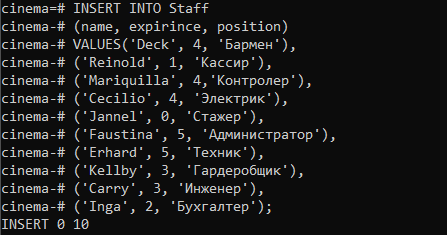 cinema=# INSERT INTO Staff
cinema-# (name, expirince, position)
cinema-# VALUES('Deck', 4, 'Бармен'),
cinema-# ('Reinold', 1, 'Кассир'),
cinema-# ('Mariquilla', 4,'Контролер'),
cinema-# ('Cecilio', 4, 'Электрик'),
cinema-# ('Jannel', 0, 'Стажер'),
cinema-# ('Faustina', 5, 'Администратор'),
cinema-# ('Erhard', 5, 'Техник'),
cinema-# ('Kellby', 3, 'Гардеробщик'),
cinema-# ('Carry', 3, 'Инженер'),
cinema-# ('Inga', 2, 'Бухгалтер');
INSERT 0 10